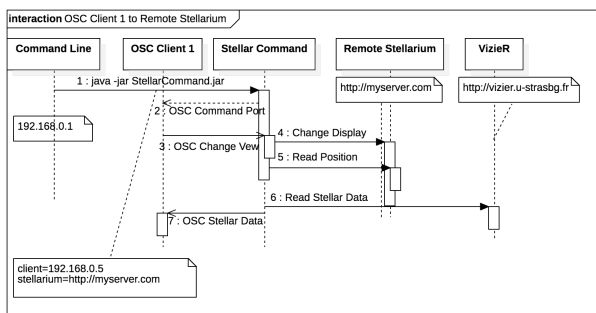 interaction OSC Client 1 to Remote Stellarium
Command Line
OSC Client 1
Stellar Command
Remote Stellarium
VizieR
1 : java -jar StellarCommand.jar
http://myserver.com
http://vizier.u-strasbg.fr
2 : OSC Command Port
192.168.0.1
4 : Change Display
3 : OSC Change Vew
5 : Read Position
6 : Read Stellar Data
7 : OSC Stellar Data
client=192.168.0.5
stellarium=http://myserver.com